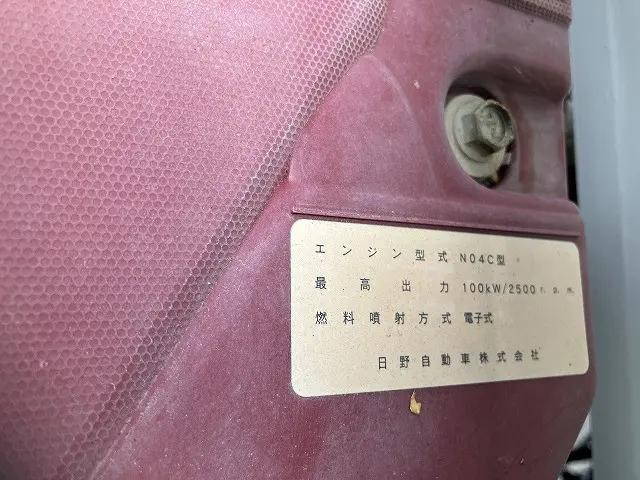 エンジン型式 N04C型
最高出力 100kW/2500r.p.m.
燃料噴射方式 電子式
日野自動車株式会社